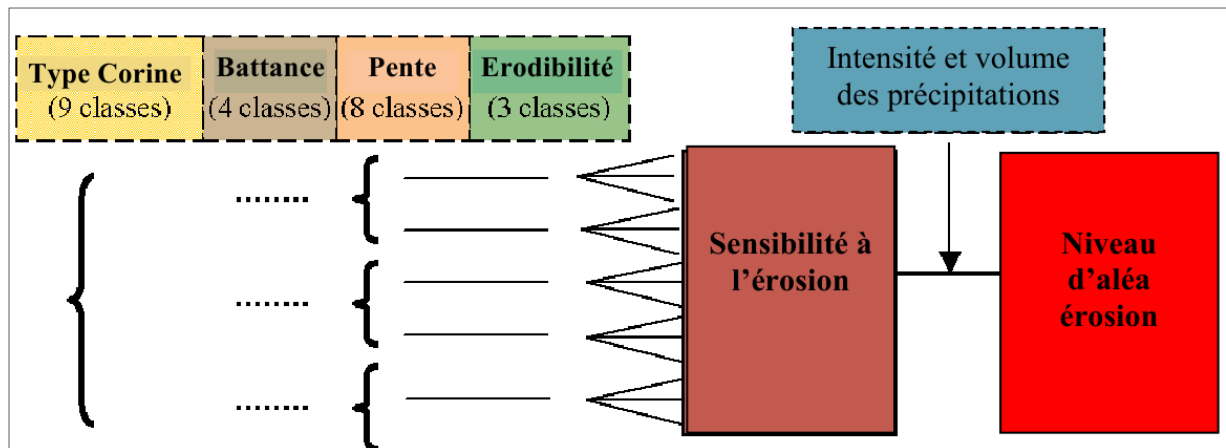 Type Corine
(9 classes)
Battance
(4 classes)
Pente
(8 classes)
Erodibilité
(3 classes)
Intensité et volume
des précipitations
Sensibilité à
l’érosion
Niveau
d’aléa
érosion